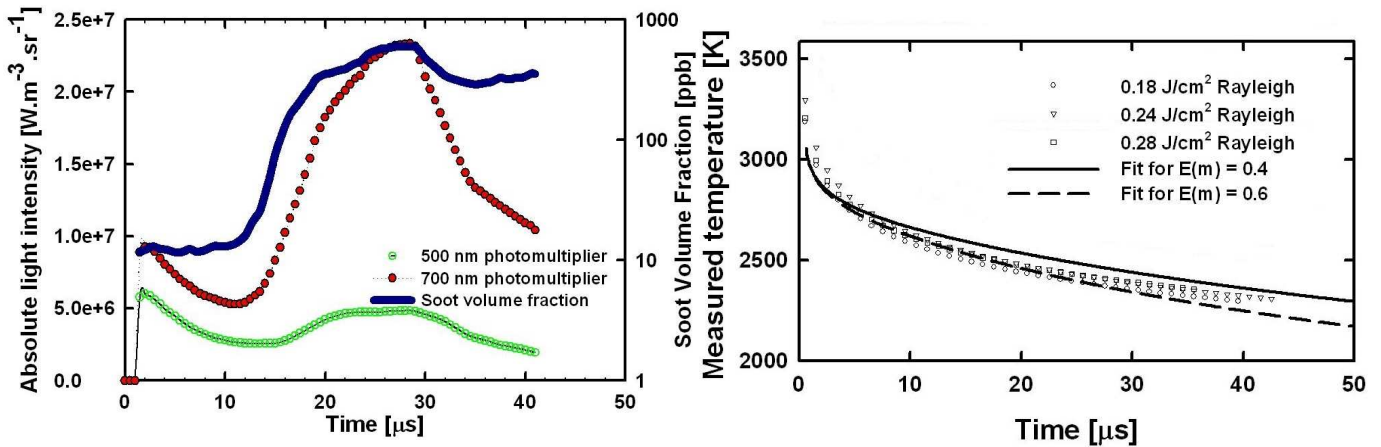 Absolute light intensity [W.m⁻³.sr⁻¹]
2.5e+7
2.0e+7
1.5e+7
1.0e+7
5.0e+6
0.0
0 10 20 30 40 50
Time [μs]
500 nm photomultiplier
700 nm photomultiplier
Soot volume fraction
1000
100
10
1
Soot Volume Fraction [ppb]
Measured temperature [K]
3500
3000
2500
2000
0.18 J/cm² Rayleigh
0.24 J/cm² Rayleigh
0.28 J/cm² Rayleigh
Fit for E(m) = 0.4
Fit for E(m) = 0.6
0 10 20 30 40 50
Time [μs]